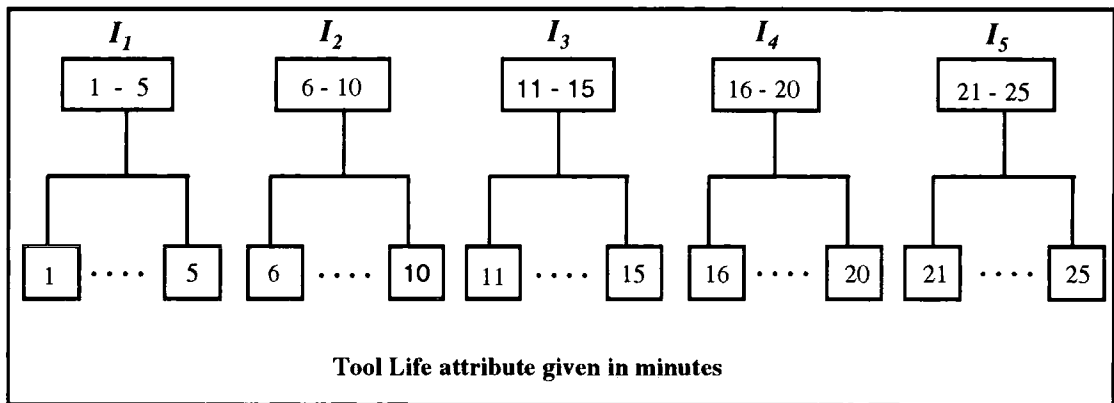 I1 I2 I3 I4 I5
1 - 5 6 - 10 11 - 15 16 - 20 21 - 25
1 .... 5 6 .... 10 11 .... 15 16 .... 20 21 .... 25
Tool Life attribute given in minutes